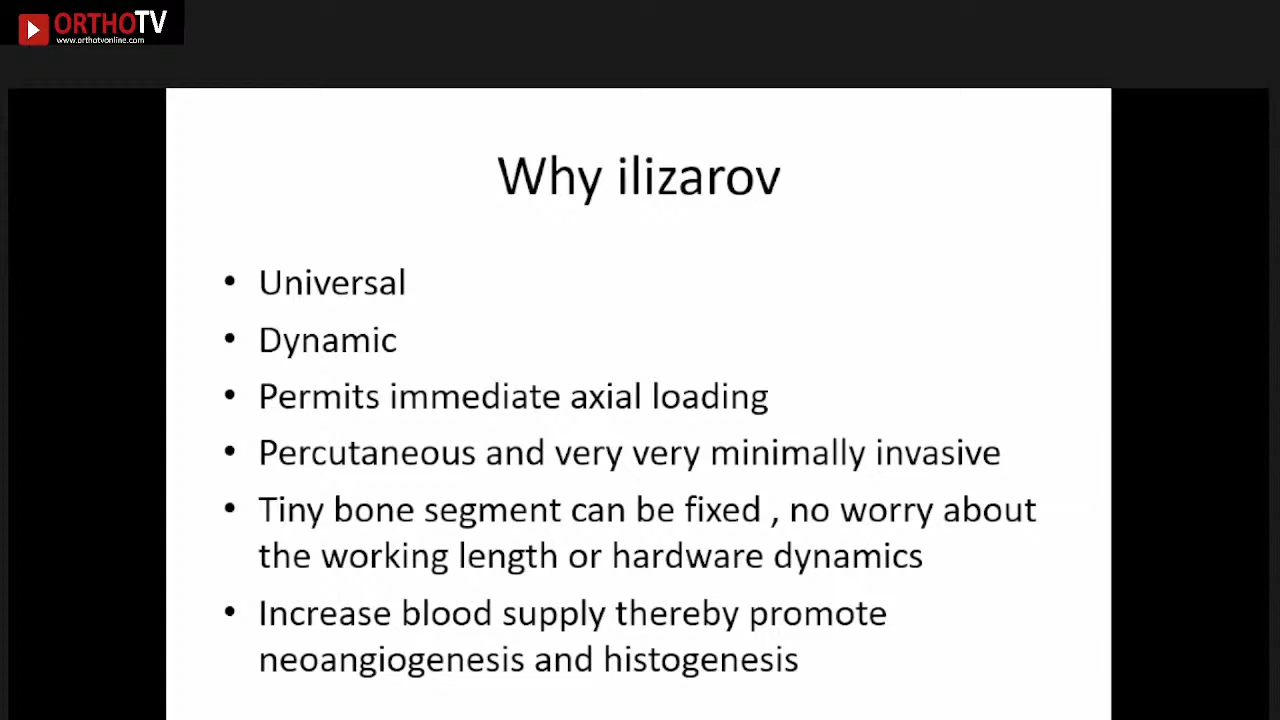 ORTHOTV
www.orthotvonline.com
Why ilizarov
• Universal
• Dynamic
• Permits immediate axial loading
• Percutaneous and very very minimally invasive
• Tiny bone segment can be fixed , no worry about
the working length or hardware dynamics
• Increase blood supply thereby promote
neoangiogenesis and histogenesis